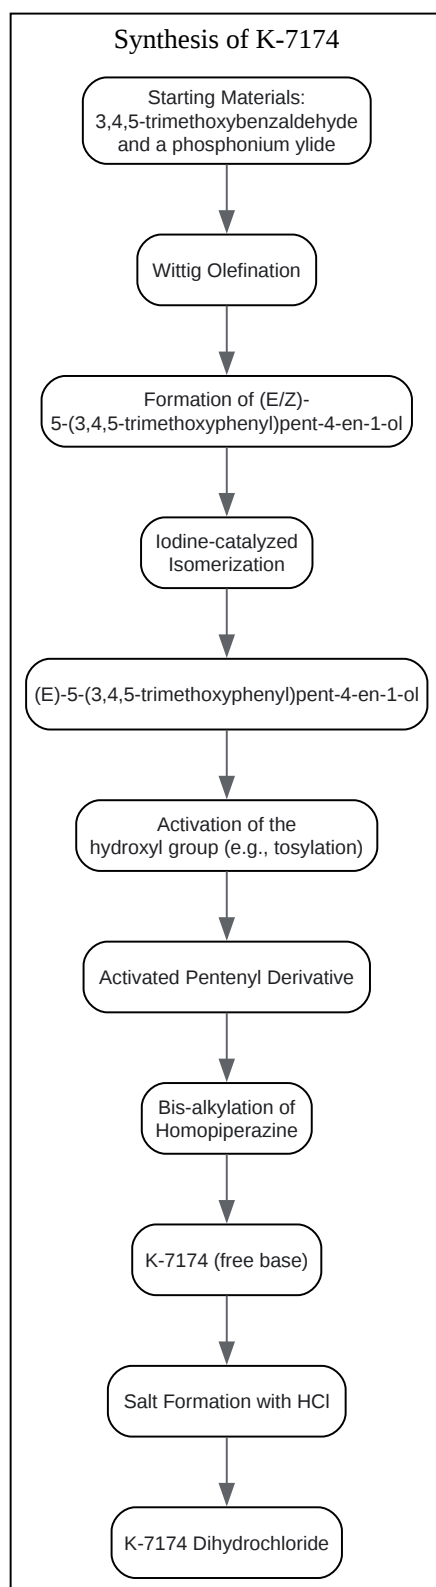 Synthesis of K-7174
Starting Materials:
3,4,5-trimethoxybenzaldehyde
and a phosphonium ylide
Wittig Olefination
Formation of (E/Z)-
5-(3,4,5-trimethoxyphenyl)pent-4-en-1-ol
Iodine-catalyzed
Isomerization
(E)-5-(3,4,5-trimethoxyphenyl)pent-4-en-1-ol
Activation of the
hydroxyl group (e.g., tosylation)
Activated Pentenyl Derivative
Bis-alkylation of
Homopiperazine
K-7174 (free base)
Salt Formation with HCl
K-7174 Dihydrochloride